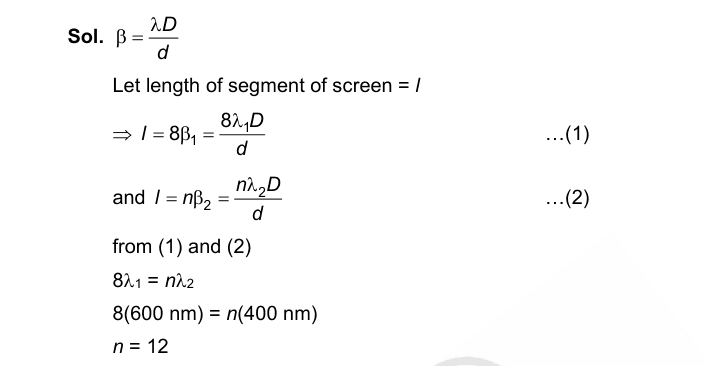 Sol. β = λD/d
Let length of segment of screen = l
⇒ l = 8β₁ = 8λ₁D/d ...(1)
and l = nβ₂ = nλ₂D/d ...(2)
from (1) and (2)
8λ₁ = nλ₂
8(600 nm) = n(400 nm)
n = 12